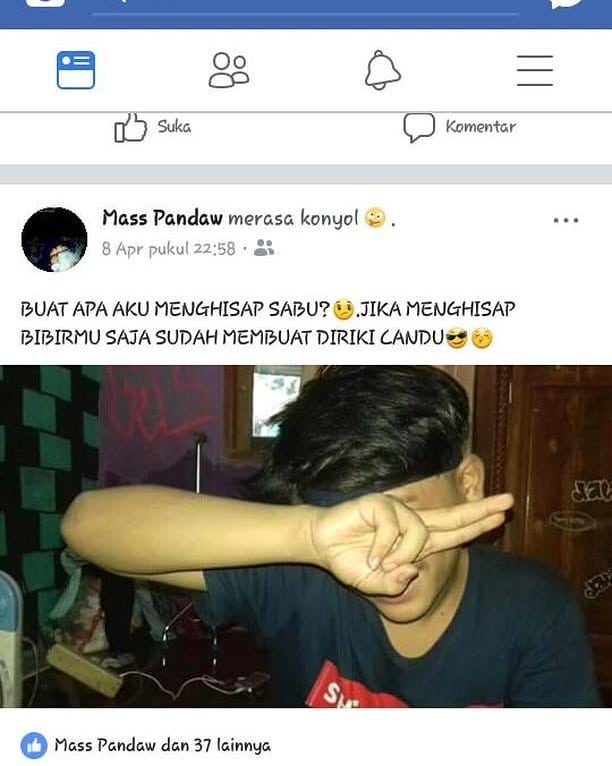 Suka
Komentar
Mass Pandaw merasa konyol .
8 Apr pukul 22:58 ·
BUAT APA AKU MENGHISAP SABU? .JIKA MENGHISAP
BIBIRMU SAJA SUDAH MEMBUAT DIRIKI CANDU
Mass Pandaw dan 37 lainnya